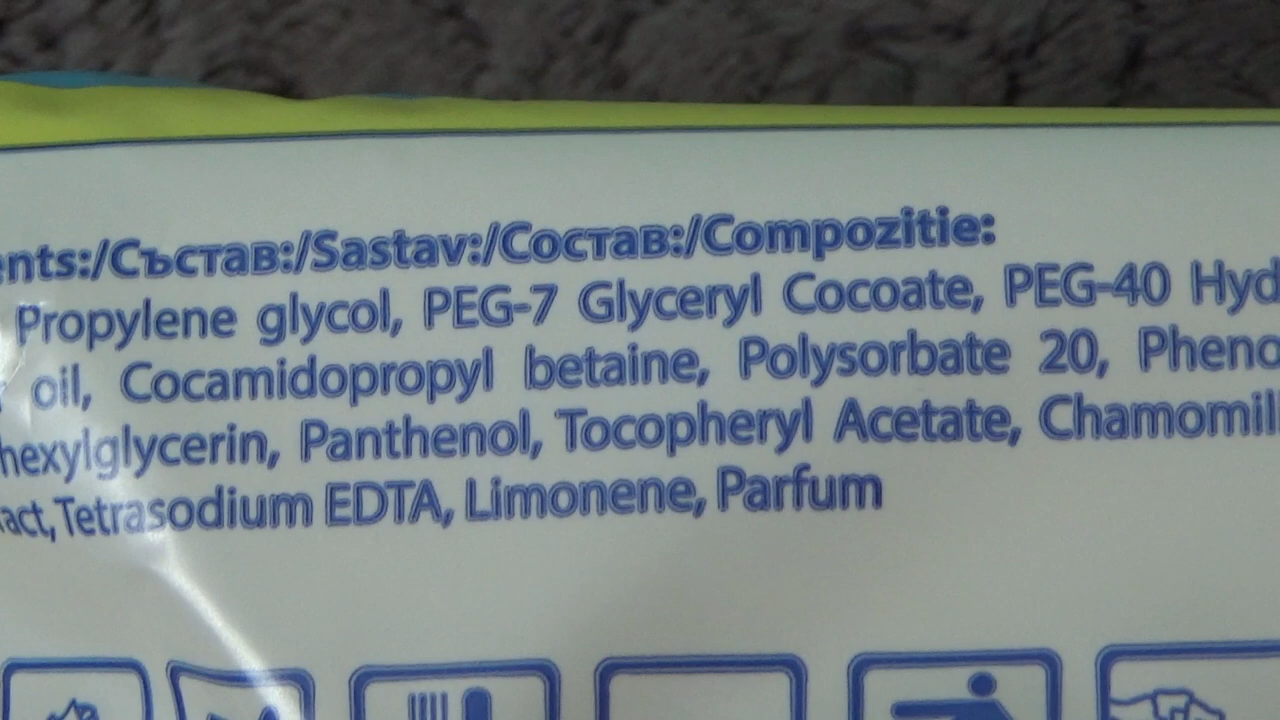 ents:/Състав:/Sastav:/Состав:/Compozitie:
Propylene glycol, PEG-7 Glyceryl Cocoate, PEG-40 Hyd
oil, Cocamidopropyl betaine, Polysorbate 20, Pheno
hexylglycerin, Panthenol, Tocopheryl Acetate, Chamomil
act, Tetrasodium EDTA, Limonene, Parfum